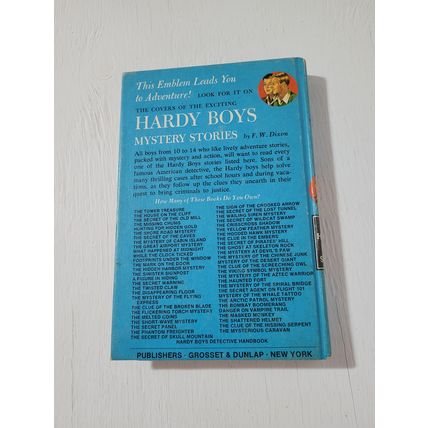 This Emblem Leads You
to Adventure! LOOK FOR IT ON
THE COVERS OF THE EXCITING
HARDY BOYS
MYSTERY STORIES by F. W. Dixon
All boys from 10 to 14 who like lively adventure stories,
packed with mystery and action, will want to read every
one of the Hardy Boys stories listed here. Sons of a
famous American detective, the Hardy boys help solve
many thrilling cases after school hours and during vaca-
tions, as they follow up the clues they unearth in their
quest to bring criminals to justice.
How Many of These Books Do You Own?
THE TOWER TREASURE
THE HOUSE ON THE CLIFF
THE SECRET OF THE OLD MILL
THE MISSING CHUMS
HUNTING FOR HIDDEN GOLD
THE SHORE ROAD MYSTERY
THE SECRET OF THE CAVES
THE MYSTERY OF CABIN ISLAND
THE GREAT AIRPORT MYSTERY
WHAT HAPPENED AT MIDNIGHT
WHILE THE CLOCK TICKED
FOOTPRINTS UNDER THE WINDOW
THE MARK ON THE DOOR
THE HIDDEN HARBOR MYSTERY
THE SINISTER SIGNPOST
A FIGURE IN HIDING
THE SECRET WARNING
THE TWISTED CLAW
THE DISAPPEARING FLOOR
THE MYSTERY OF THE FLYING
EXPRESS
THE CLUE OF THE BROKEN BLADE
THE FLICKERING TORCH MYSTERY
THE MELTED COINS
THE SHORT-WAVE MYSTERY
THE SECRET PANEL
THE PHANTOM FREIGHTER
THE SECRET OF SKULL MOUNTAIN
THE SIGN OF THE CROOKED ARROW
THE SECRET OF THE LOST TUNNEL
THE WAILING SIREN MYSTERY
THE SECRET OF WILDCAT SWAMP
THE CRISSCROSS SHADOW
THE YELLOW FEATHER MYSTERY
THE HOODED HAWK MYSTERY
THE CLUE IN THE EMBERS
THE SECRET OF PIRATES' HILL
THE GHOST AT SKELETON ROCK
THE MYSTERY AT DEVIL'S PAW
THE MYSTERY OF THE CHINESE JUNK
MYSTERY OF THE DESERT GIANT
THE CLUE OF THE SCREECHING OWL
THE VIKING SYMBOL MYSTERY
THE MYSTERY OF THE AZTEC WARRIOR
THE HAUNTED FORT
THE MYSTERY OF THE SPIRAL BRIDGE
THE SECRET AGENT ON FLIGHT 101
MYSTERY OF THE WHALE TATTOO
THE ARCTIC PATROL MYSTERY
THE BOMBAY BOOMERANG
DANGER ON VAMPIRE TRAIL
THE MASKED MONKEY
THE SHATTERED HELMET
THE CLUE OF THE HISSING SERPENT
THE MYSTERIOUS CARAVAN
HARDY BOYS DETECTIVE HANDBOOK
PUBLISHERS · GROSSET & DUNLAP · NEW YORK